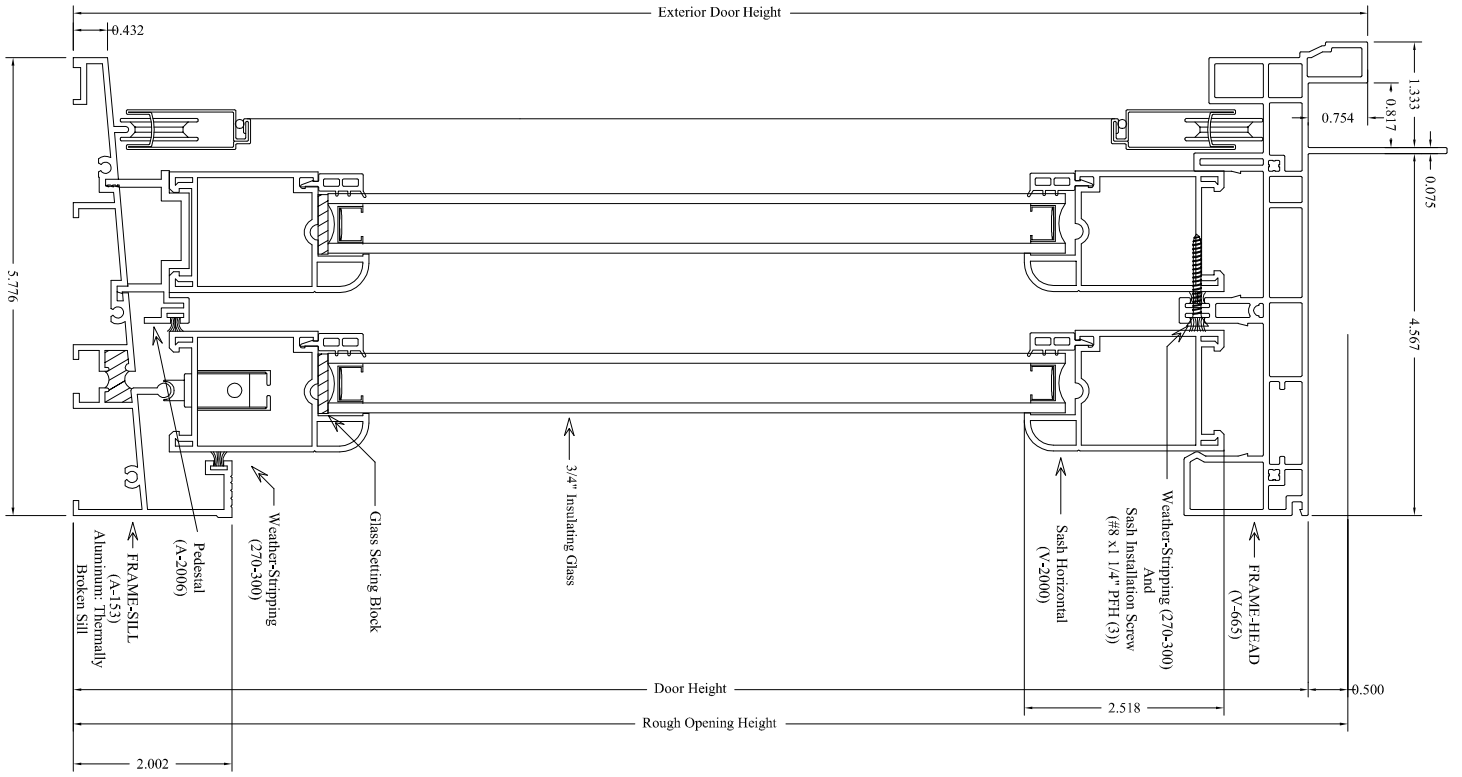 Exterior Door Height
0.432
1.333
0.817
0.754
0.075
5.776
4.567
3/4" Insulating Glass
Glass Setting Block
Weather-Stripping
(270-300)
Pedestal
(A-2006)
FRAME-SILL
(A-153)
Aluminum: Thermally
Broken Sill
Sash Horizontal
(V-2000)
Weather-Stripping (270-300)
And
Sash Installation Screw
(#8 x1 1/4" PFH (3))
FRAME-HEAD
(V-665)
Door Height
0.500
2.518
Rough Opening Height
2.002